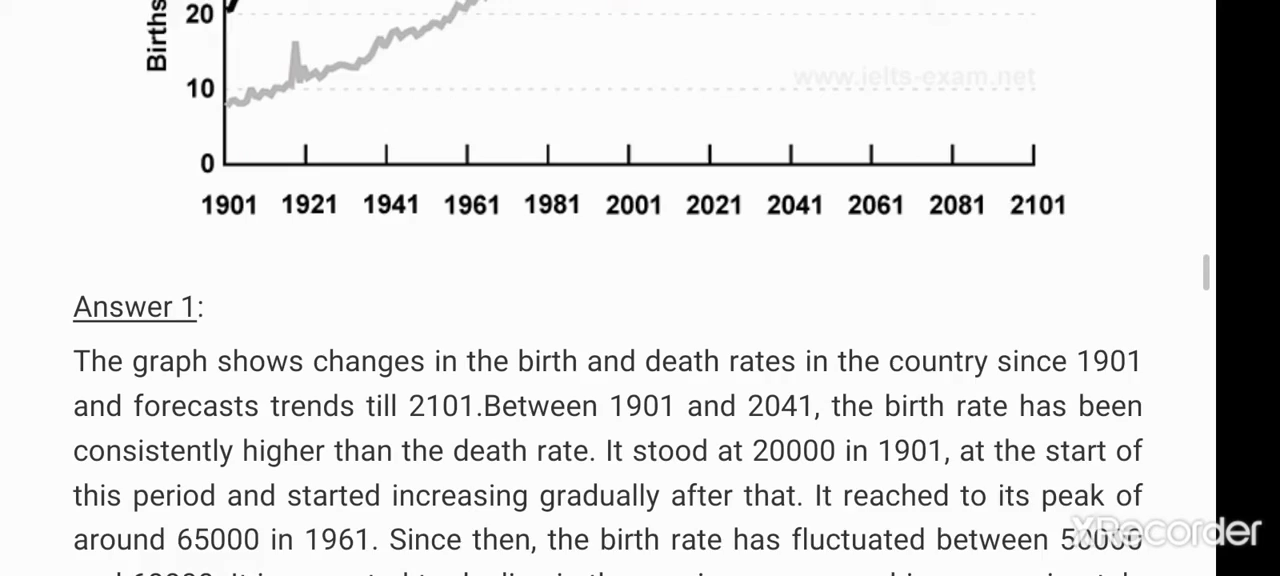 Births
20
10
www.ielts-exam.net
0
1901 1921 1941 1961 1981 2001 2021 2041 2061 2081 2101
Answer 1:
The graph shows changes in the birth and death rates in the country since 1901
and forecasts trends till 2101.Between 1901 and 2041, the birth rate has been
consistently higher than the death rate. It stood at 20000 in 1901, at the start of
this period and started increasing gradually after that. It reached to its peak of
around 65000 in 1961. Since then, the birth rate has fluctuated between 50000
XRecorder